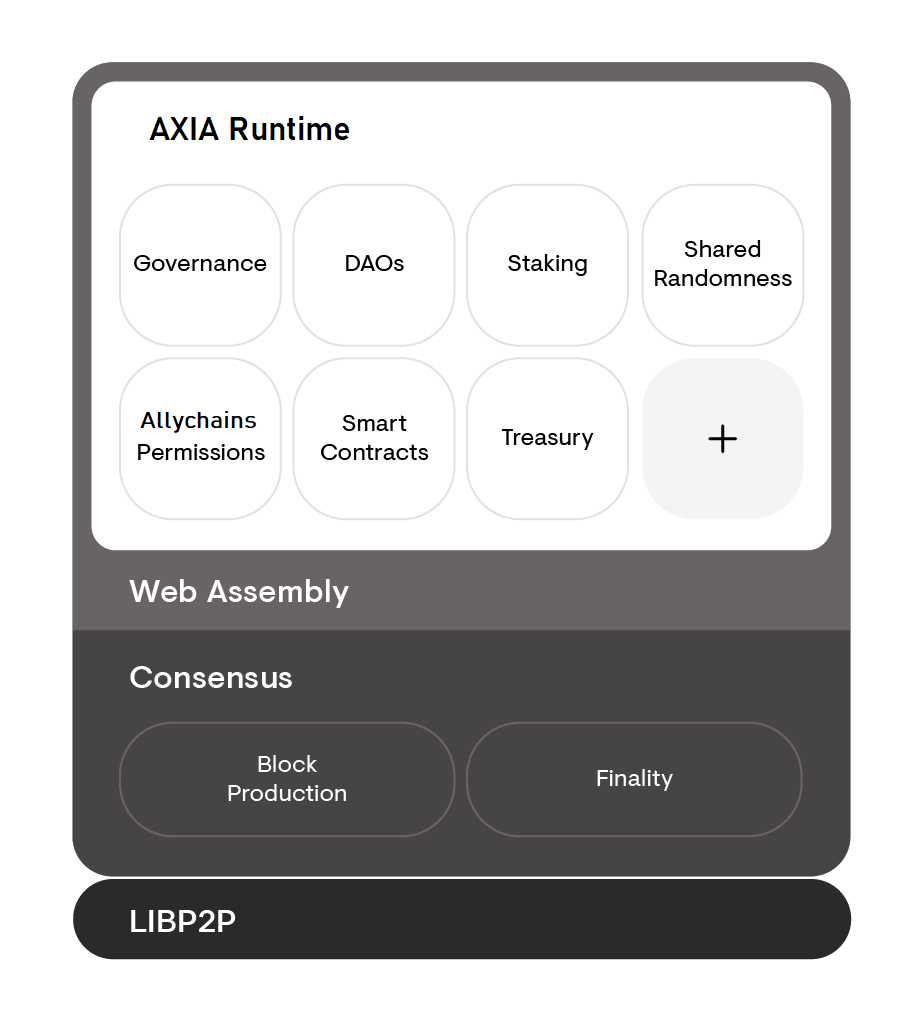 AXIA Runtime
Governance
DAOs
Staking
Shared
Randomness
Allychains
Permissions
Smart
Contracts
Treasury
+
Web Assembly
Consensus
Block
Production
Finality
LIBP2P